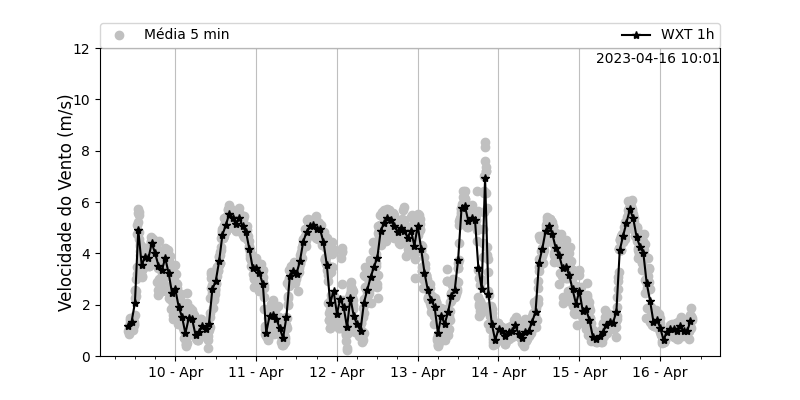 Média 5 min
WXT 1h
2023-04-16 10:01
Velocidade do Vento (m/s)
12
10
8
6
4
2
0
10 - Apr
11 - Apr
12 - Apr
13 - Apr
14 - Apr
15 - Apr
16 - Apr